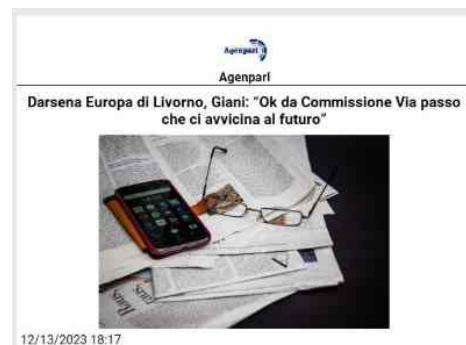 Agenparl
Agenparl
Darsena Europa di Livorno, Giani: “Ok da Commissione Via passo
che ci avvicina al futuro”
12/13/2023 18:17